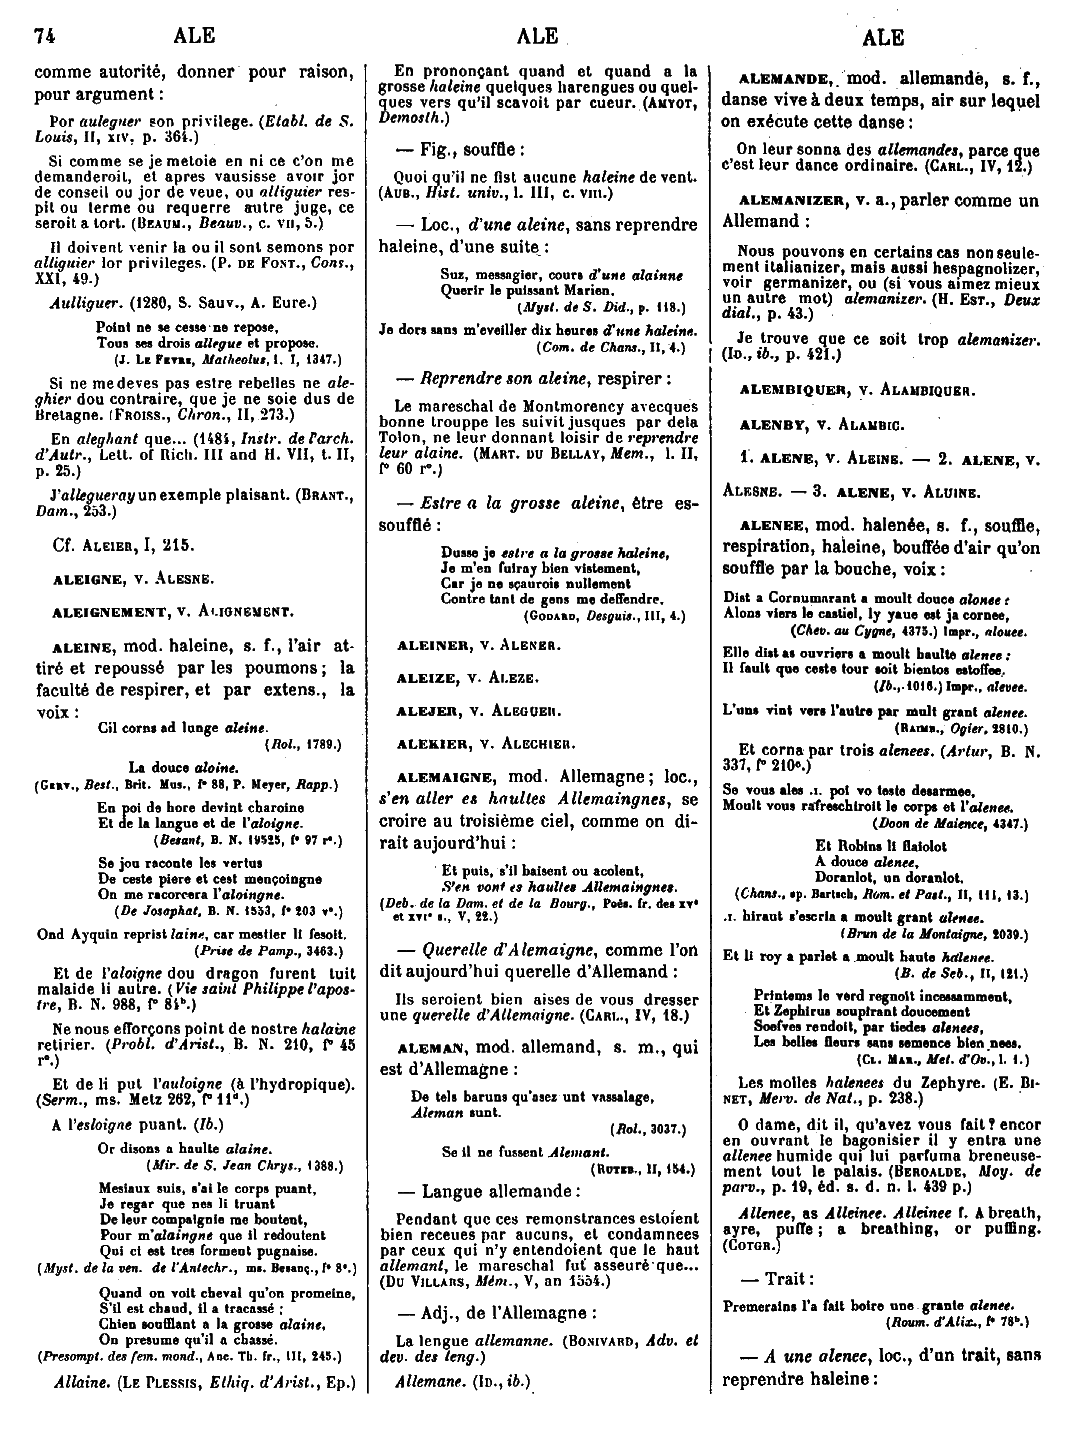 74 ALE ALE ALE
comme autorité, donner pour raison,
pour argument :
Por auleguer son privilege. (Etabl. de S.
Louis, II, XIV, p. 364.)
Si comme se je metoie en ni ce c'on me
demanderoit, et apres vausisse avoir jor
de conseil ou jor de veue, ou alliguier res-
pit ou terme ou requerre autre juge, ce
seroit a tort. (BEAUM., Beauv., c. VII, 5.)
Il doivent venir la ou il sont semons por
alliguier lor privileges. (P. DE FONT., Cons.,
XXI, 49.)
Aulliguer. (1280, S. Sauv., A. Eure.)
Point ne se cesse ne repose,
Tous ses drois allegue et propose.
(J. LE FEVRE, Matheolus, l. I, 1347.)
Si ne me deves pas estre rebelles ne ale-
ghier dou contraire, que je ne soie dus de
Bretagne. (FROISS., Chron., II, 273.)
En aleghant que... (1484, Instr. de l'arch.
d'Autr., Lett. of Rich. III and H. VII, t. II,
p. 25.)
J'allegueray un exemple plaisant. (BRANT.,
Dam., 253.)
Cf. ALEIER, I, 215.
ALEIGNE, V. ALESNE.
ALEIGNEMENT, V. ALIGNEMENT.
ALEINE, mod. haleine, s. f., l'air at-
tiré et repoussé par les poumons ; la
faculté de respirer, et par extens., la
voix :
Cil corns ad lunge aleine.
(Rol., 1789.)
La douce aloine.
(GERV., Best., Brit. Mus., f° 88, P. Meyer, Rapp.)
En poi de hore devint charoine
Et de la langue et de l'aloigne.
(Besant, B. N. 19525, f° 97 r°.)
Se jou raconte les vertus
De ceste piere et cest mençoingne
On me racorcera l'aloingne.
(De Josaphat, B. N. 1553, f° 203 v°.)
Ond Ayquin reprist laine, car mestier li fesoit.
(Prise de Pamp., 3463.)
Et de l'aloigne dou dragon furent tuit
malaide li autre. (Vie saint Philippe l'apos-
tre, B. N. 988, f° 84ᵇ.)
Ne nous efforçons point de nostre halaine
retirier. (Probl. d'Arist., B. N. 210, f° 45
r°.)
Et de li put l'auloigne (à l'hydropique).
(Serm., ms. Metz 262, f° 11ᵈ.)
A l'esloigne puant. (Ib.)
Or disons a haulte alaine.
(Mir. de S. Jean Chrys., 1388.)
Mesiaux suis, s'ai le corps puant,
Je regar que nes li truant
De leur compaignie me boutent,
Pour m'alaingne que il redoutent
Qui ci est tres forment pugnaise.
(Myst. de la ven. de l'Antechr., ms. Besanç., f° 8°.)
Quand on voit cheval qu'on promeine,
S'il est chaud, il a tracassé ;
Chien soufflant a la grosse alaine,
On presume qu'il a chassé.
(Presompt. des fem. mond., Anc. Th. fr., III, 245.)
Allaine. (LE PLESSIS, Ethiq. d'Arist., Ep.)
En prononçant quand et quand a la
grosse haleine quelques harengues ou quel-
ques vers qu'il scavoit par cueur. (AMYOT,
Demosth.)
— Fig., souffle :
Quoi qu'il ne fist aucune haleine de vent.
(AUB., Hist. univ., l. III, c. VIII.)
— Loc., d'une aleine, sans reprendre
haleine, d'une suite :
Suz, messagier, cours d'une alainne
Querir le puissant Marien.
(Myst. de S. Did., p. 118.)
Je dors sans m'eveiller dix heures d'une haleine.
(Com. de Chans., II, 4.)
— Reprendre son aleine, respirer :
Le mareschal de Montmorency avecques
bonne trouppe les suivit jusques par dela
Tolon, ne leur donnant loisir de reprendre
leur alaine. (MART. DU BELLAY, Mem., l. II,
f° 60 r°.)
— Estre a la grosse aleine, être es-
soufflé :
Dusse je estre a la grosse haleine,
Je m'en fuiray bien vistement,
Car je ne sçaurois nullement
Contre tant de gens me deffendre.
(GODARD, Desguis., III, 4.)
ALEINER, V. ALENER.
ALEIZE, V. ALEZE.
ALEJER, V. ALEGUER.
ALEKIER, V. ALECHIER.
ALEMAIGNE, mod. Allemagne ; loc.,
s'en aller es haultes Allemaingnes, se
croire au troisième ciel, comme on di-
rait aujourd'hui :
Et puis, s'il baisent ou acolent,
S'en vont es haultes Allemaingnes.
(Deb. de la Dam. et de la Bourg., Poés. fr. des XVᵉ
et XVIᵉ s., V, 22.)
— Querelle d'Alemaigne, comme l'on
dit aujourd'hui querelle d'Allemand :
Ils seroient bien aises de vous dresser
une querelle d'Allemaigne. (CARL., IV, 18.)
ALEMAN, mod. allemand, s. m., qui
est d'Allemagne :
De tels baruns qu'asez unt vassalage,
Aleman sunt.
(Rol., 3037.)
Se il ne fussent Alemant.
(RUTEB., II, 154.)
— Langue allemande :
Pendant que ces remonstrances estoient
bien receues par aucuns, et condamnees
par ceux qui n'y entendoient que le haut
allemant, le mareschal fut asseuré que...
(DU VILLARS, Mém., V, an 1554.)
— Adj., de l'Allemagne :
La lengue allemanne. (BONIVARD, Adv. et
dev. des leng.)
Allemane. (ID., ib.)
ALEMANDE, mod. allemande, s. f.,
danse vive à deux temps, air sur lequel
on exécute cette danse :
On leur sonna des allemandes, parce que
c'est leur dance ordinaire. (CARL., IV, 12.)
ALEMANIZER, v. a., parler comme un
Allemand :
Nous pouvons en certains cas non seule-
ment italianizer, mais aussi hespagnolizer,
voir germanizer, ou (si vous aimez mieux
un autre mot) alemanizer. (H. EST., Deux
dial., p. 43.)
Je trouve que ce soit trop alemanizer.
(ID., ib., p. 421.)
ALEMBIQUER, V. ALAMBIQUER.
ALENBY, V. ALAMBIC.
1. ALENE, V. ALEINE. — 2. ALENE, V.
ALESNE. — 3. ALENE, V. ALUINE.
ALENEE, mod. halenée, s. f., souffle,
respiration, haleine, bouffée d'air qu'on
souffle par la bouche, voix :
Dist a Cornumarant a moult douce alonee :
Alons viers le castiel, ly yaue est ja cornee,
(Chev. au Cygne, 4375.) Impr., alouee.
Elle dist as ouvriers a moult haulte alenee ;
Il fault que ceste tour soit bientos estoffee,
(Ib., 1016.) Impr., alevee.
L'uns vint vers l'autre par mult grant alenee.
(RAIMB., Ogier, 2810.)
Et corna par trois alenees. (Artur, B. N.
337, f° 210ᵉ.)
Se vous ales .I. poi vo teste desarmee,
Moult vous rafreschiroit le corps et l'alenee.
(Doon de Maience, 4347.)
Et Robins li flaiolot
A douce alenee,
Doranlot, un doranlot.
(Chans., ap. Bartsch, Rom. et Past., II, III, 13.)
.I. hiraut s'escria a moult grant alenee.
(Brun de la Montaigne, 2039.)
Et li roy a parlet a moult haute halenee.
(B. de Seb., II, 121.)
Printems le verd regnoit incessamment,
Et Zephirus soupirant doucement
Soefves rendoit, par tiedes alenees,
Les belles fleurs sans semence bien nees.
(CL. MAR., Met. d'Ov., l. I.)
Les molles halenees du Zephyre. (E. BI-
NET, Merv. de Nat., p. 238.)
O dame, dit il, qu'avez vous fait ? encor
en ouvrant le bagonisier il y entra une
allenee humide qui lui parfuma breneuse-
ment tout le palais. (BEROALDE, Moy. de
parv., p. 19, éd. s. d. n. l. 439 p.)
Allenee, as Alleinee. Alleinee f. A breath,
ayre, puffe ; a breathing, or puffing.
(COTGR.)
— Trait :
Premerains l'a fait boire une grante alenee.
(Roum. d'Alix., f° 78ᵇ.)
— A une alenee, loc., d'un trait, sans
reprendre haleine :